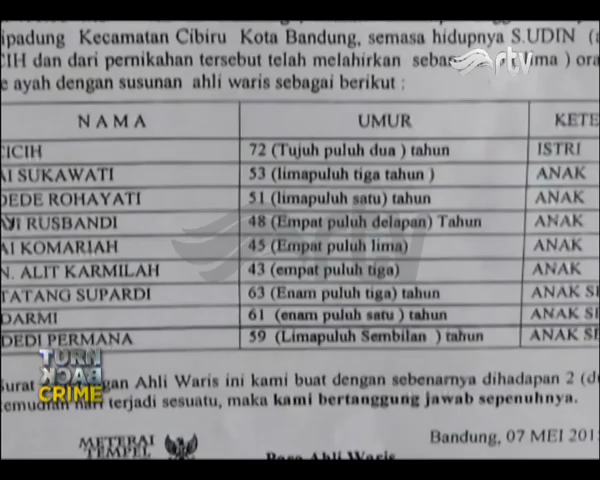 ipadung Kecamatan Cibiru Kota Bandung, semasa hidupnya S.UDIN
CIH dan dari pernikahan tersebut telah melahirkan
rtv
ayah dengan susunan ahli waris sebagai berikut :
NAMA UMUR KETE
CICIH 72 (Tujuh puluh dua ) tahun ISTRI
AI SUKAWATI 53 (limapuluh tiga tahun ) ANAK
DEDE ROHAYATI 51 (limapuluh satu) tahun ANAK
RUSBANDI 48 (Empat puluh delapan) Tahun ANAK
AI KOMARIAH 45 (Empat puluh lima) ANAK
N. ALIT KARMILAH 43 (empat puluh tiga) ANAK
TATANG SUPARDI 63 (Enam puluh tiga) tahun ANAK SE
DARMI 61 (enam puluh satu ) tahun ANAK SE
DEDI PERMANA 59 (Limapuluh Sembilan ) tahun ANAK SE
TURN
BACK
CRIME
Surat Ahli Waris ini kami buat dengan sebenarnya dihadapan 2
kemudian hari terjadi sesuatu, maka kami bertanggung jawab sepenuhnya.
Bandung, 07 MEI 201
METERAI
TEMPEL
Para Ahli Waris